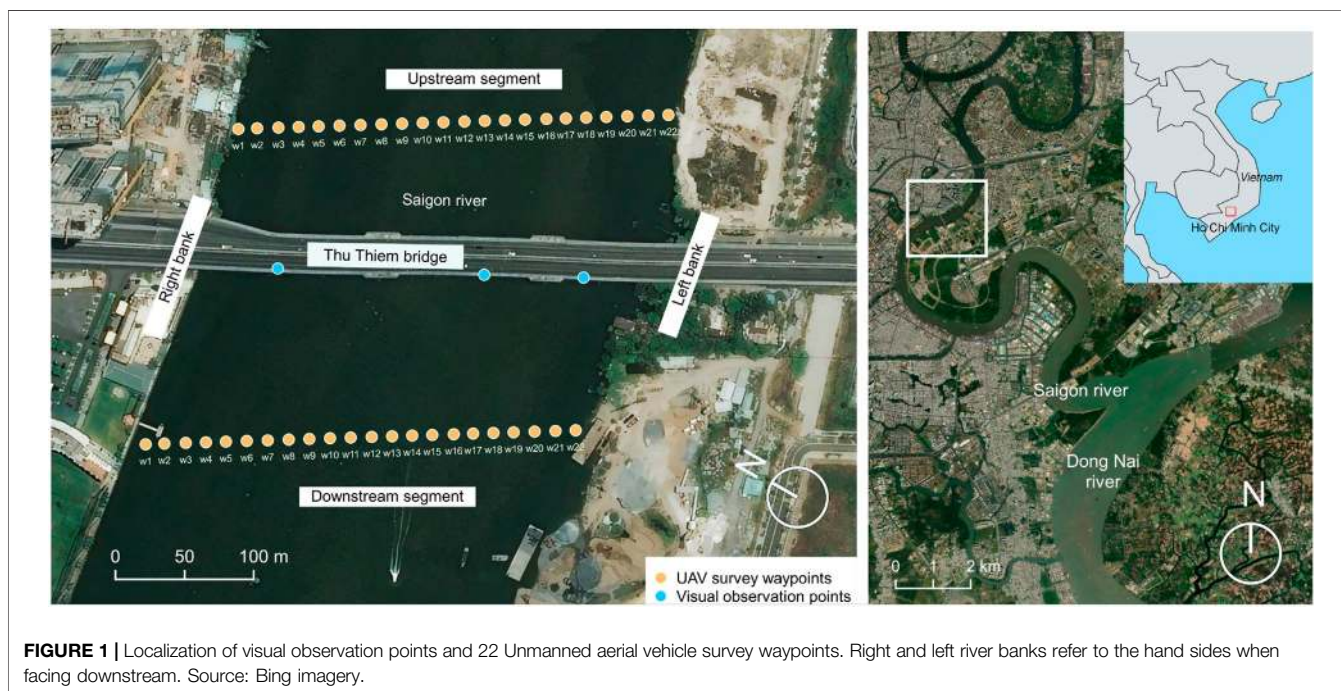 Upstream segment
w1 w2 w3 w4 w5 w6 w7 w8 w9 w10 w11 w12 w13 w14 w15 w16 w17 w18 w19 w20 w21 w22
Saigon river
Right bank
Thu Thiem bridge
Left bank
w1 w2 w3 w4 w5 w6 w7 w8 w9 w10 w11 w12 w13 w14 w15 w16 w17 w18 w19 w20 w21 w22
Downstream segment
N
0 50 100 m
UAV survey waypoints
Visual observation points
Vietnam
Ho Chi Minh City
Saigon river
Dong Nai
river
N
0 1 2 km
FIGURE 1 | Localization of visual observation points and 22 Unmanned aerial vehicle survey waypoints. Right and left river banks refer to the hand sides when
facing downstream. Source: Bing imagery.